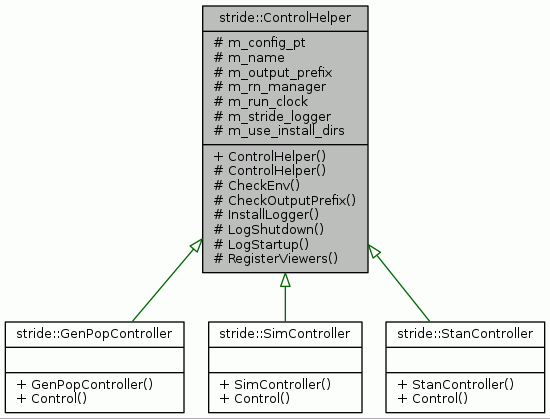 stride::ControlHelper
# m_config_pt
# m_name
# m_output_prefix
# m_rn_manager
# m_run_clock
# m_stride_logger
# m_use_install_dirs
+ ControlHelper()
# ControlHelper()
# CheckEnv()
# CheckOutputPrefix()
# InstallLogger()
# LogShutdown()
# LogStartup()
# RegisterViewers()
stride::GenPopController
+ GenPopController()
+ Control()
stride::SimController
+ SimController()
+ Control()
stride::StanController
+ StanController()
+ Control()